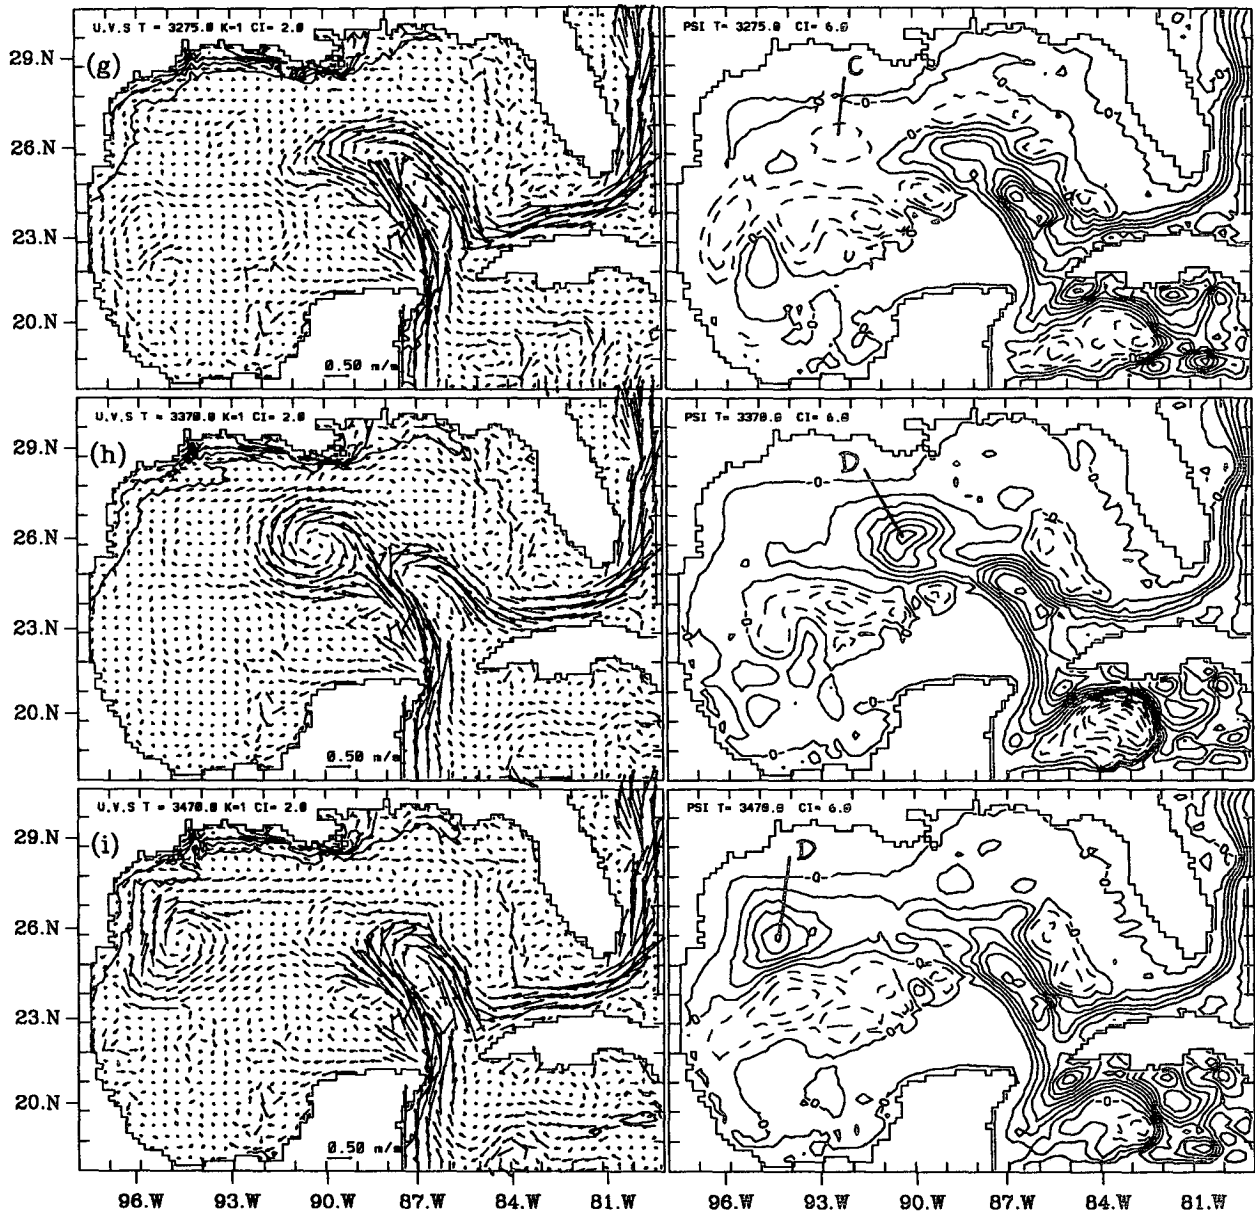 U.V.S T = 3275.0 K=1 CI= 2.0
PSI T= 3275.0 CI= 6.0
29.N
(g)
C
0
26.N
23.N
20.N
0.50 m/s
U.V.S T = 3370.0 K=1 CI= 2.0
PSI T= 3370.0 CI= 6.0
29.N
(h)
D
0
26.N
23.N
20.N
0.50 m/s
U.V.S T = 3470.0 K=1 CI= 2.0
PSI T= 3470.0 CI= 6.0
29.N
(i)
D
0
26.N
23.N
20.N
0
0.50 m/s
96.W 93.W 90.W 87.W 84.W 81.W 96.W 93.W 90.W 87.W 84.W 81.W